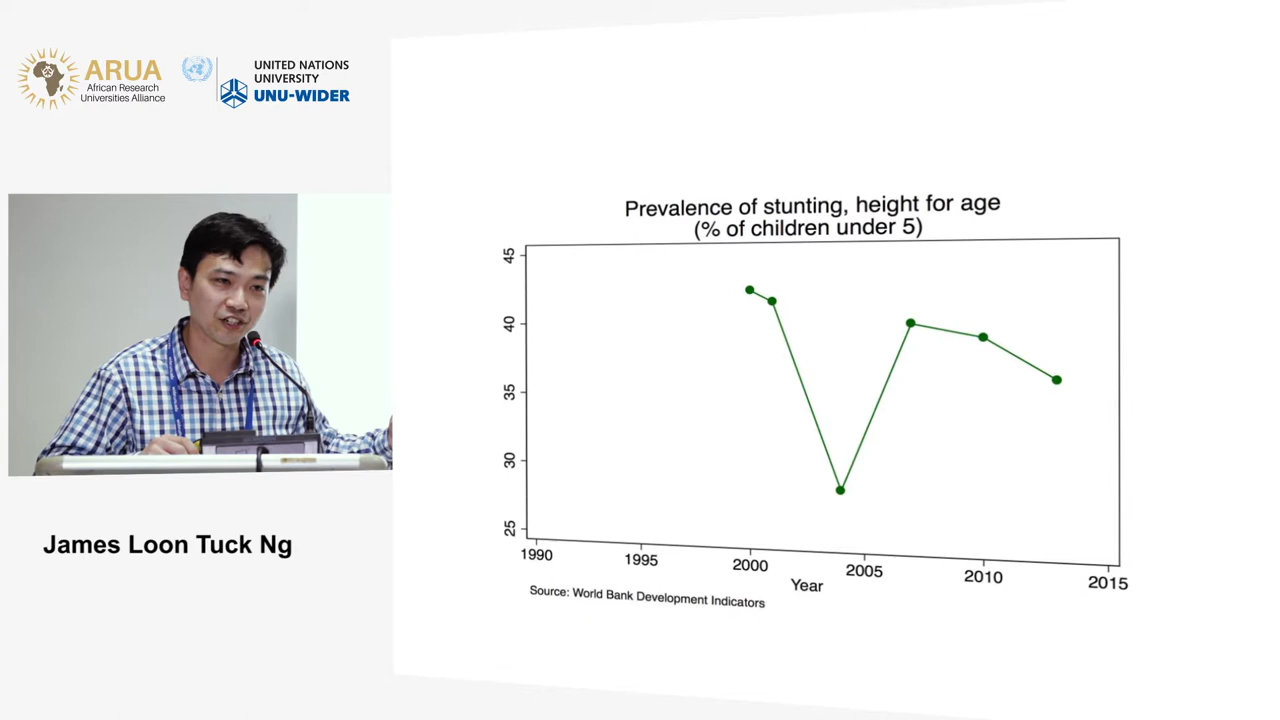 ARUA
African Research
Universities Alliance
UNITED NATIONS
UNIVERSITY
UNU-WIDER
James Loon Tuck Ng
Prevalence of stunting, height for age
(% of children under 5)
45
40
35
30
25
1990
1995
2000
2005
2010
2015
Year
Source: World Bank Development Indicators